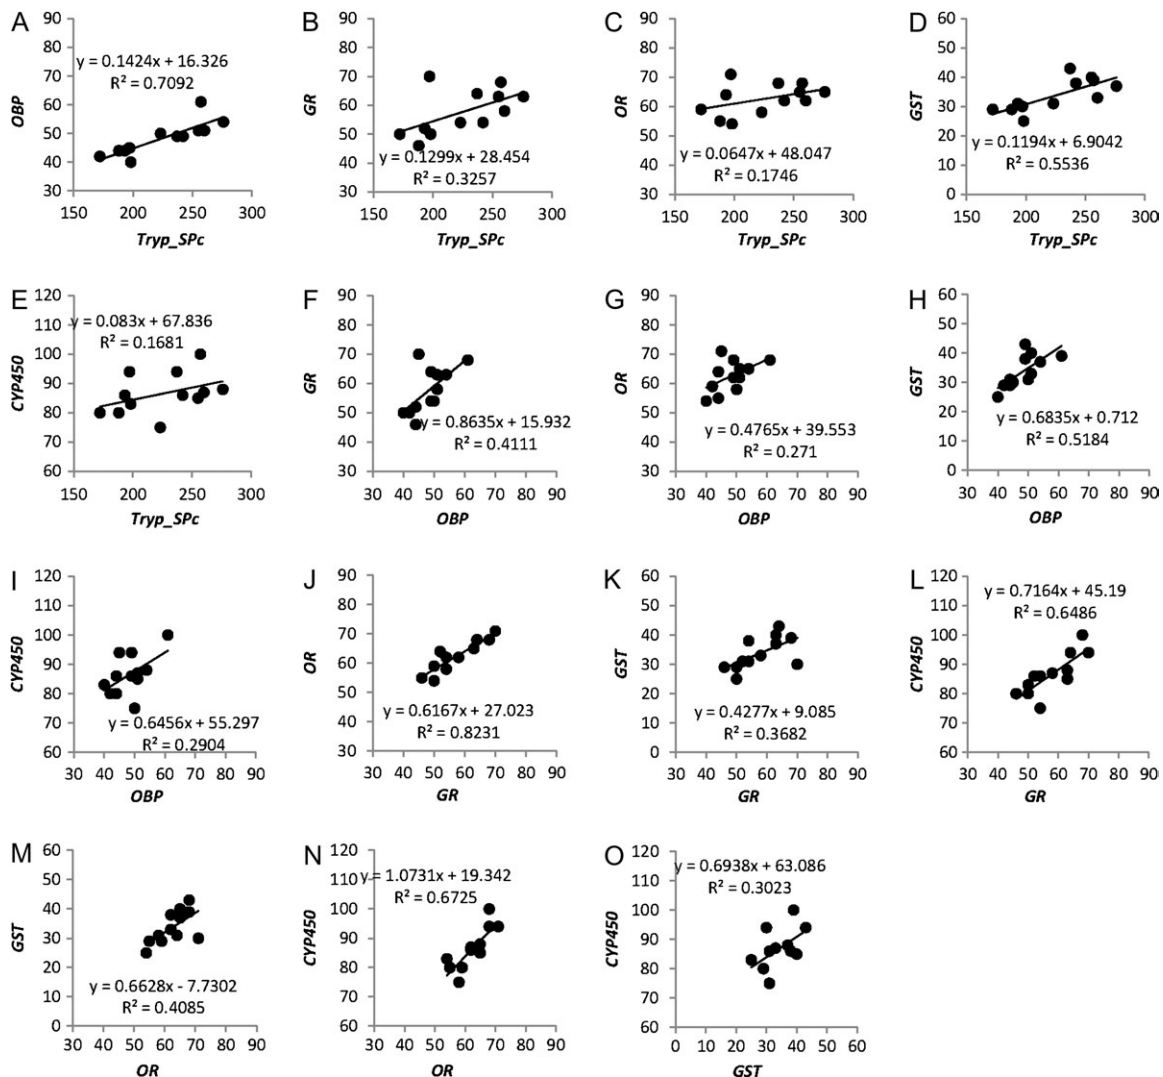 A
90
80
70
60
50
40
30
OBP
y = 0.1424x + 16.326
R² = 0.7092
150 200 250 300
Tryp_SPc
B
90
80
70
60
50
40
30
GR
y = 0.1299x + 28.454
R² = 0.3257
150 200 250 300
Tryp_SPc
C
90
80
70
60
50
40
30
OR
y = 0.0647x + 48.047
R² = 0.1746
150 200 250 300
Tryp_SPc
D
60
50
40
30
20
10
0
GST
y = 0.1194x + 6.9042
R² = 0.5536
150 200 250 300
Tryp_SPc
E
120
110
100
90
80
70
60
CYP450
y = 0.083x + 67.836
R² = 0.1681
150 200 250 300
Tryp_SPc
F
90
80
70
60
50
40
30
GR
y = 0.8635x + 15.932
R² = 0.4111
30 40 50 60 70 80 90
OBP
G
90
80
70
60
50
40
30
OR
y = 0.4765x + 39.553
R² = 0.271
30 40 50 60 70 80 90
OBP
H
60
50
40
30
20
10
0
GST
y = 0.6835x + 0.712
R² = 0.5184
30 40 50 60 70 80 90
OBP
I
120
110
100
90
80
70
60
CYP450
y = 0.6456x + 55.297
R² = 0.2904
30 40 50 60 70 80 90
OBP
J
90
80
70
60
50
40
30
OR
y = 0.6167x + 27.023
R² = 0.8231
30 40 50 60 70 80 90
GR
K
60
50
40
30
20
10
0
GST
y = 0.4277x + 9.085
R² = 0.3682
30 40 50 60 70 80 90
GR
L
120
110
100
90
80
70
60
CYP450
y = 0.7164x + 45.19
R² = 0.6486
30 40 50 60 70 80 90
GR
M
60
50
40
30
20
10
0
GST
y = 0.6628x - 7.7302
R² = 0.4085
30 40 50 60 70 80 90
OR
N
120
110
100
90
80
70
60
CYP450
y = 1.0731x + 19.342
R² = 0.6725
30 40 50 60 70 80 90
OR
O
120
110
100
90
80
70
60
CYP450
y = 0.6938x + 63.086
R² = 0.3023
0 10 20 30 40 50 60
GST